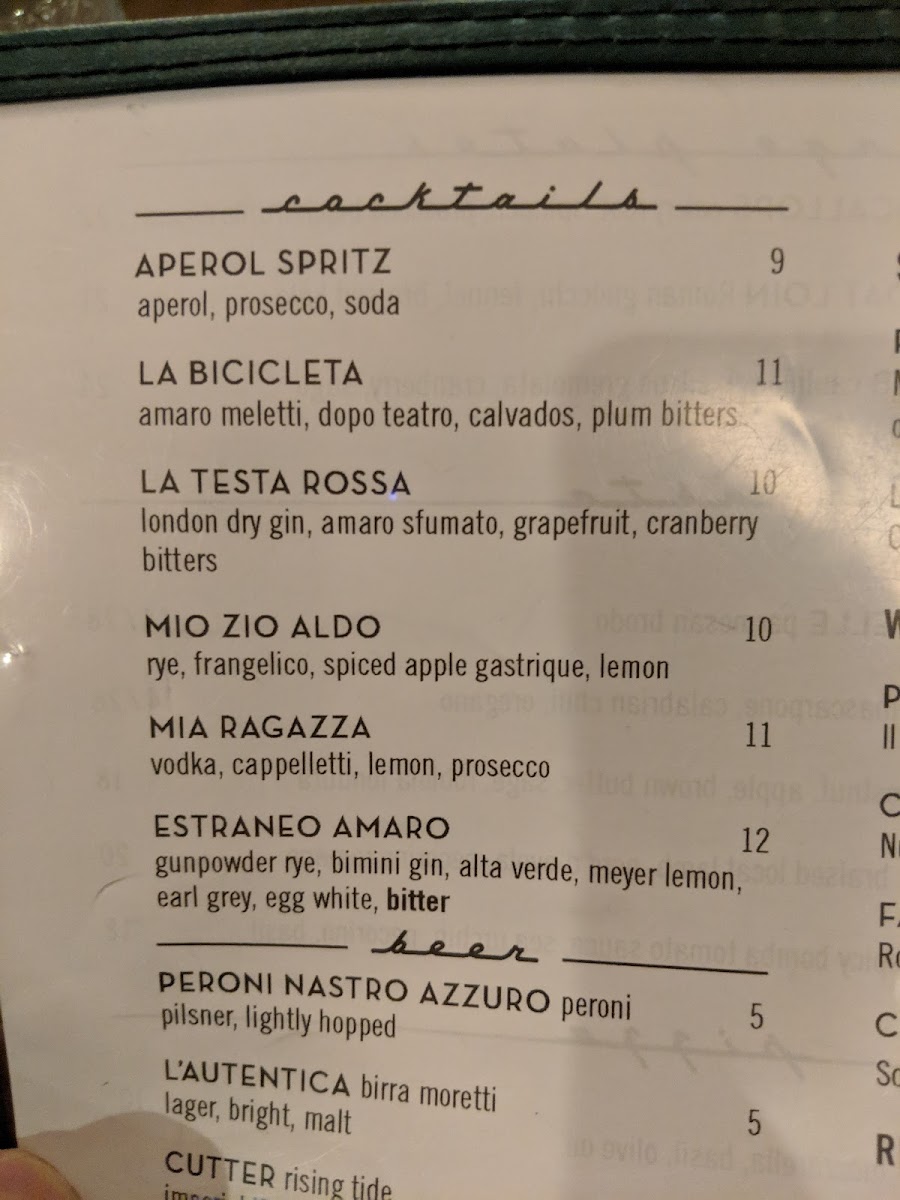 cocktails
APEROL SPRITZ 9
aperol, prosecco, soda
LA BICICLETA 11
amaro meletti, dopo teatro, calvados, plum bitters
LA TESTA ROSSA 10
london dry gin, amaro sfumato, grapefruit, cranberry
bitters
MIO ZIO ALDO 10
rye, frangelico, spiced apple gastrique, lemon
MIA RAGAZZA 11
vodka, cappelletti, lemon, prosecco
ESTRANEO AMARO 12
gunpowder rye, bimini gin, alta verde, meyer lemon,
earl grey, egg white, bitter
beer
PERONI NASTRO AZZURO peroni 5
pilsner, lightly hopped
L'AUTENTICA birra moretti
lager, bright, malt 5
CUTTER rising tide